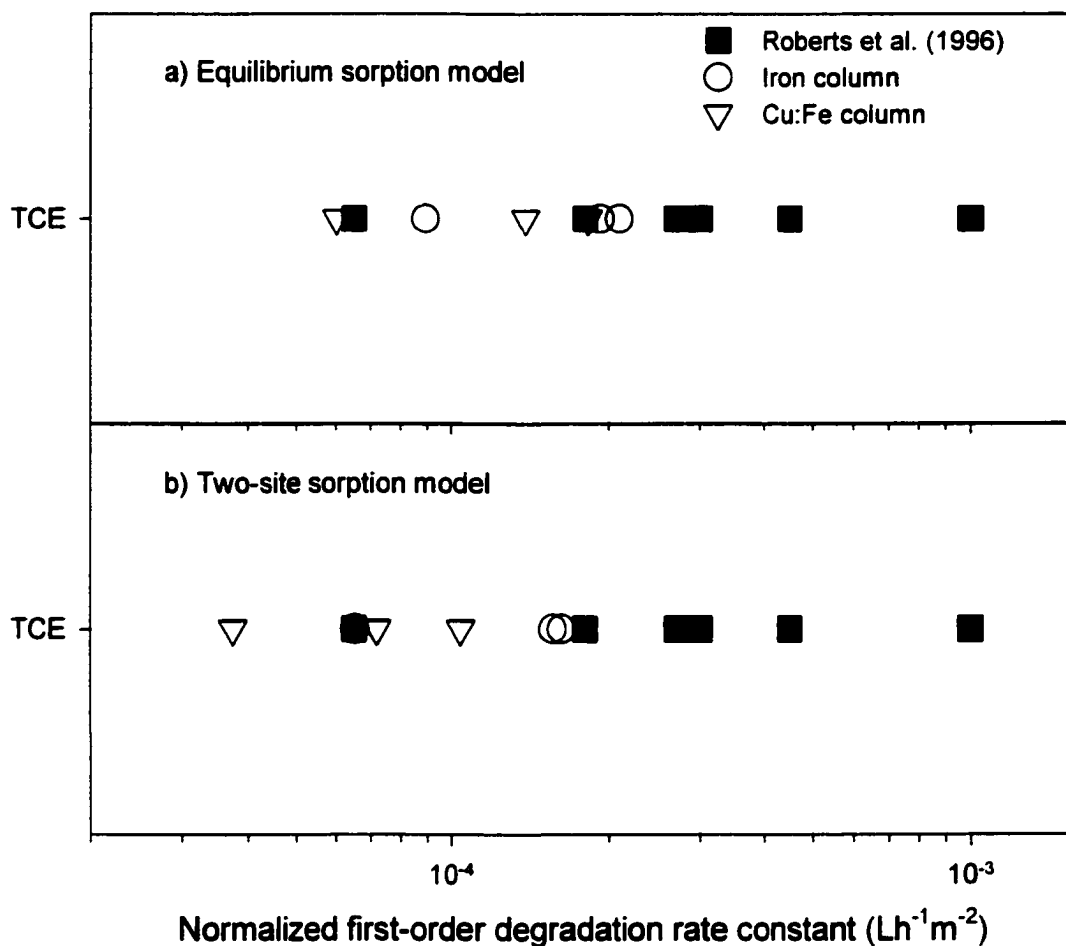 a) Equilibrium sorption model
Roberts et al. (1996)
Iron column
Cu:Fe column
TCE
b) Two-site sorption model
TCE
10⁻⁴
10⁻³
Normalized first-order degradation rate constant (Lh⁻¹m⁻²)